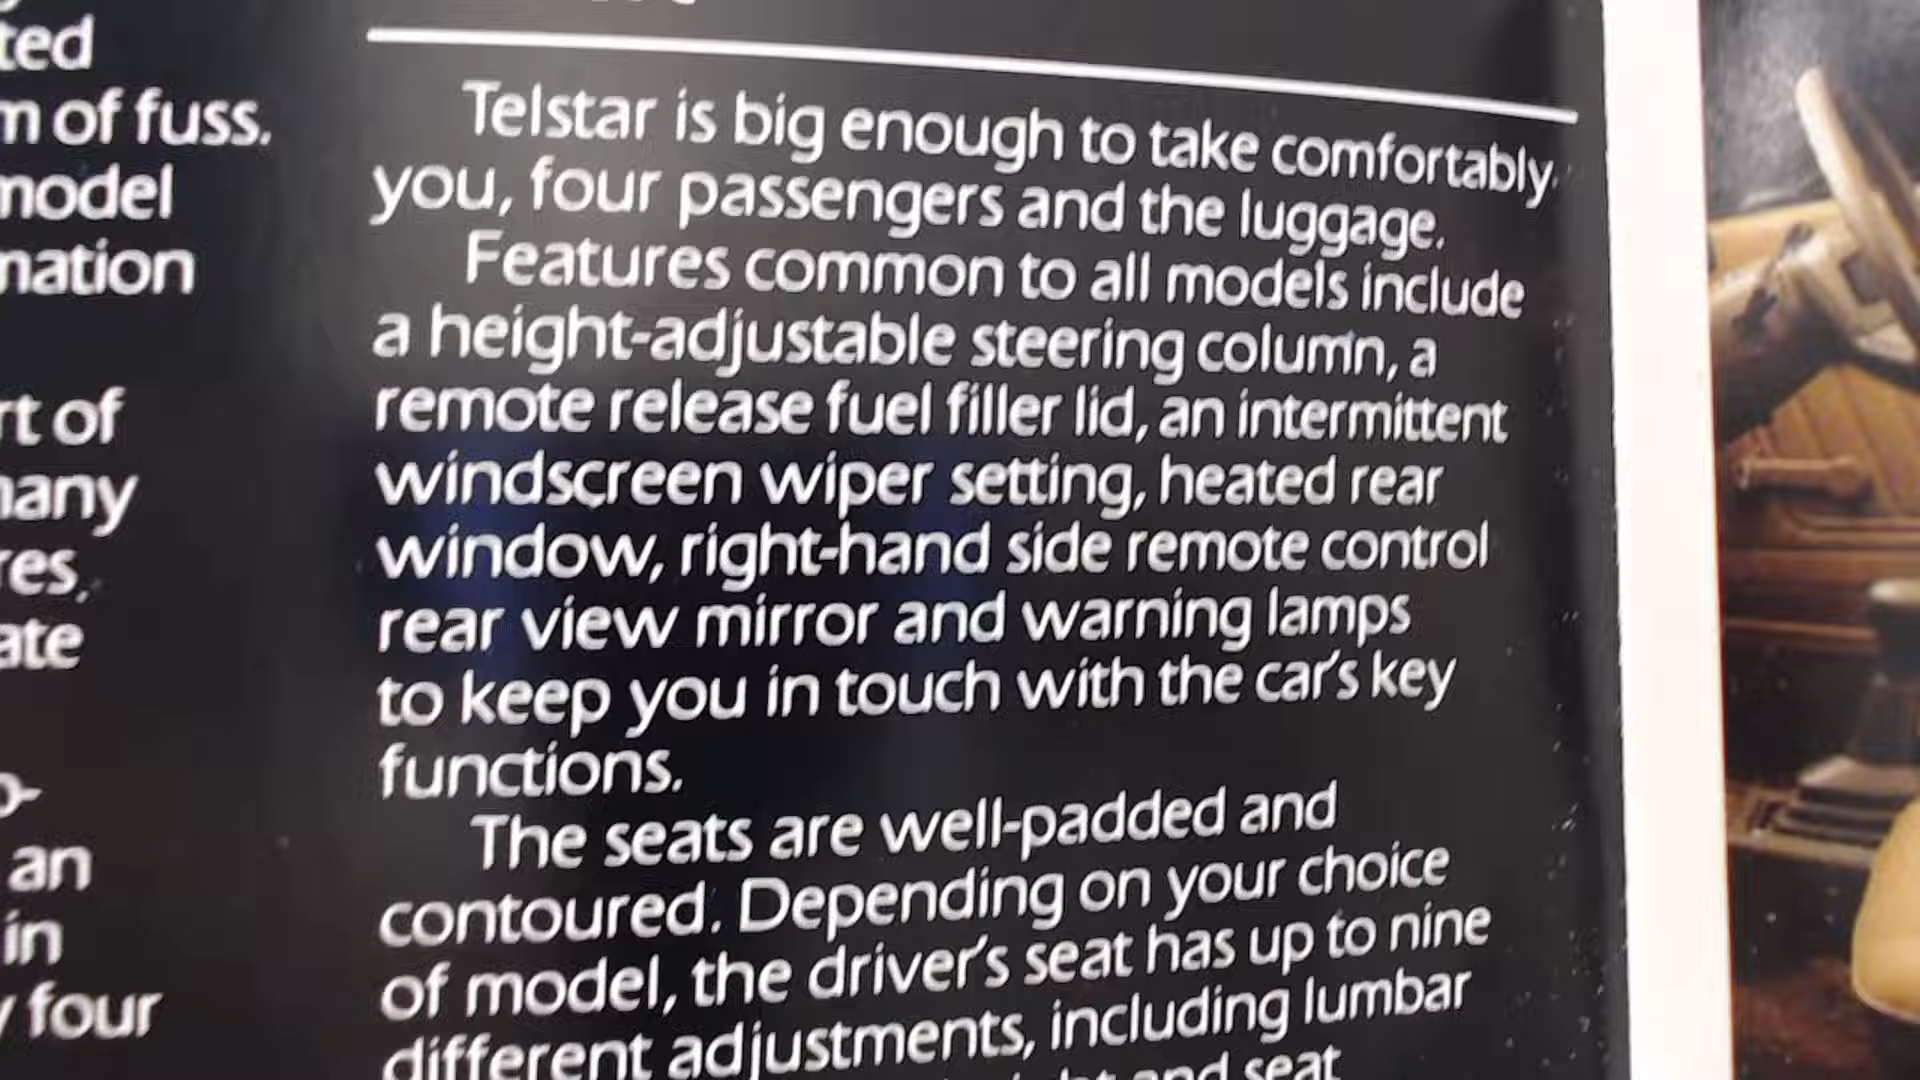 ted
m of fuss.
model
mation
rt of
many
res,
ate
o-
an
in
y four
Telstar is big enough to take comfortably
you, four passengers and the luggage.
Features common to all models include
a height-adjustable steering column, a
remote release fuel filler lid, an intermittent
windscreen wiper setting, heated rear
window, right-hand side remote control
rear view mirror and warning lamps
to keep you in touch with the car's key
functions.
The seats are well-padded and
contoured. Depending on your choice
of model, the driver's seat has up to nine
different adjustments, including lumbar
and seat